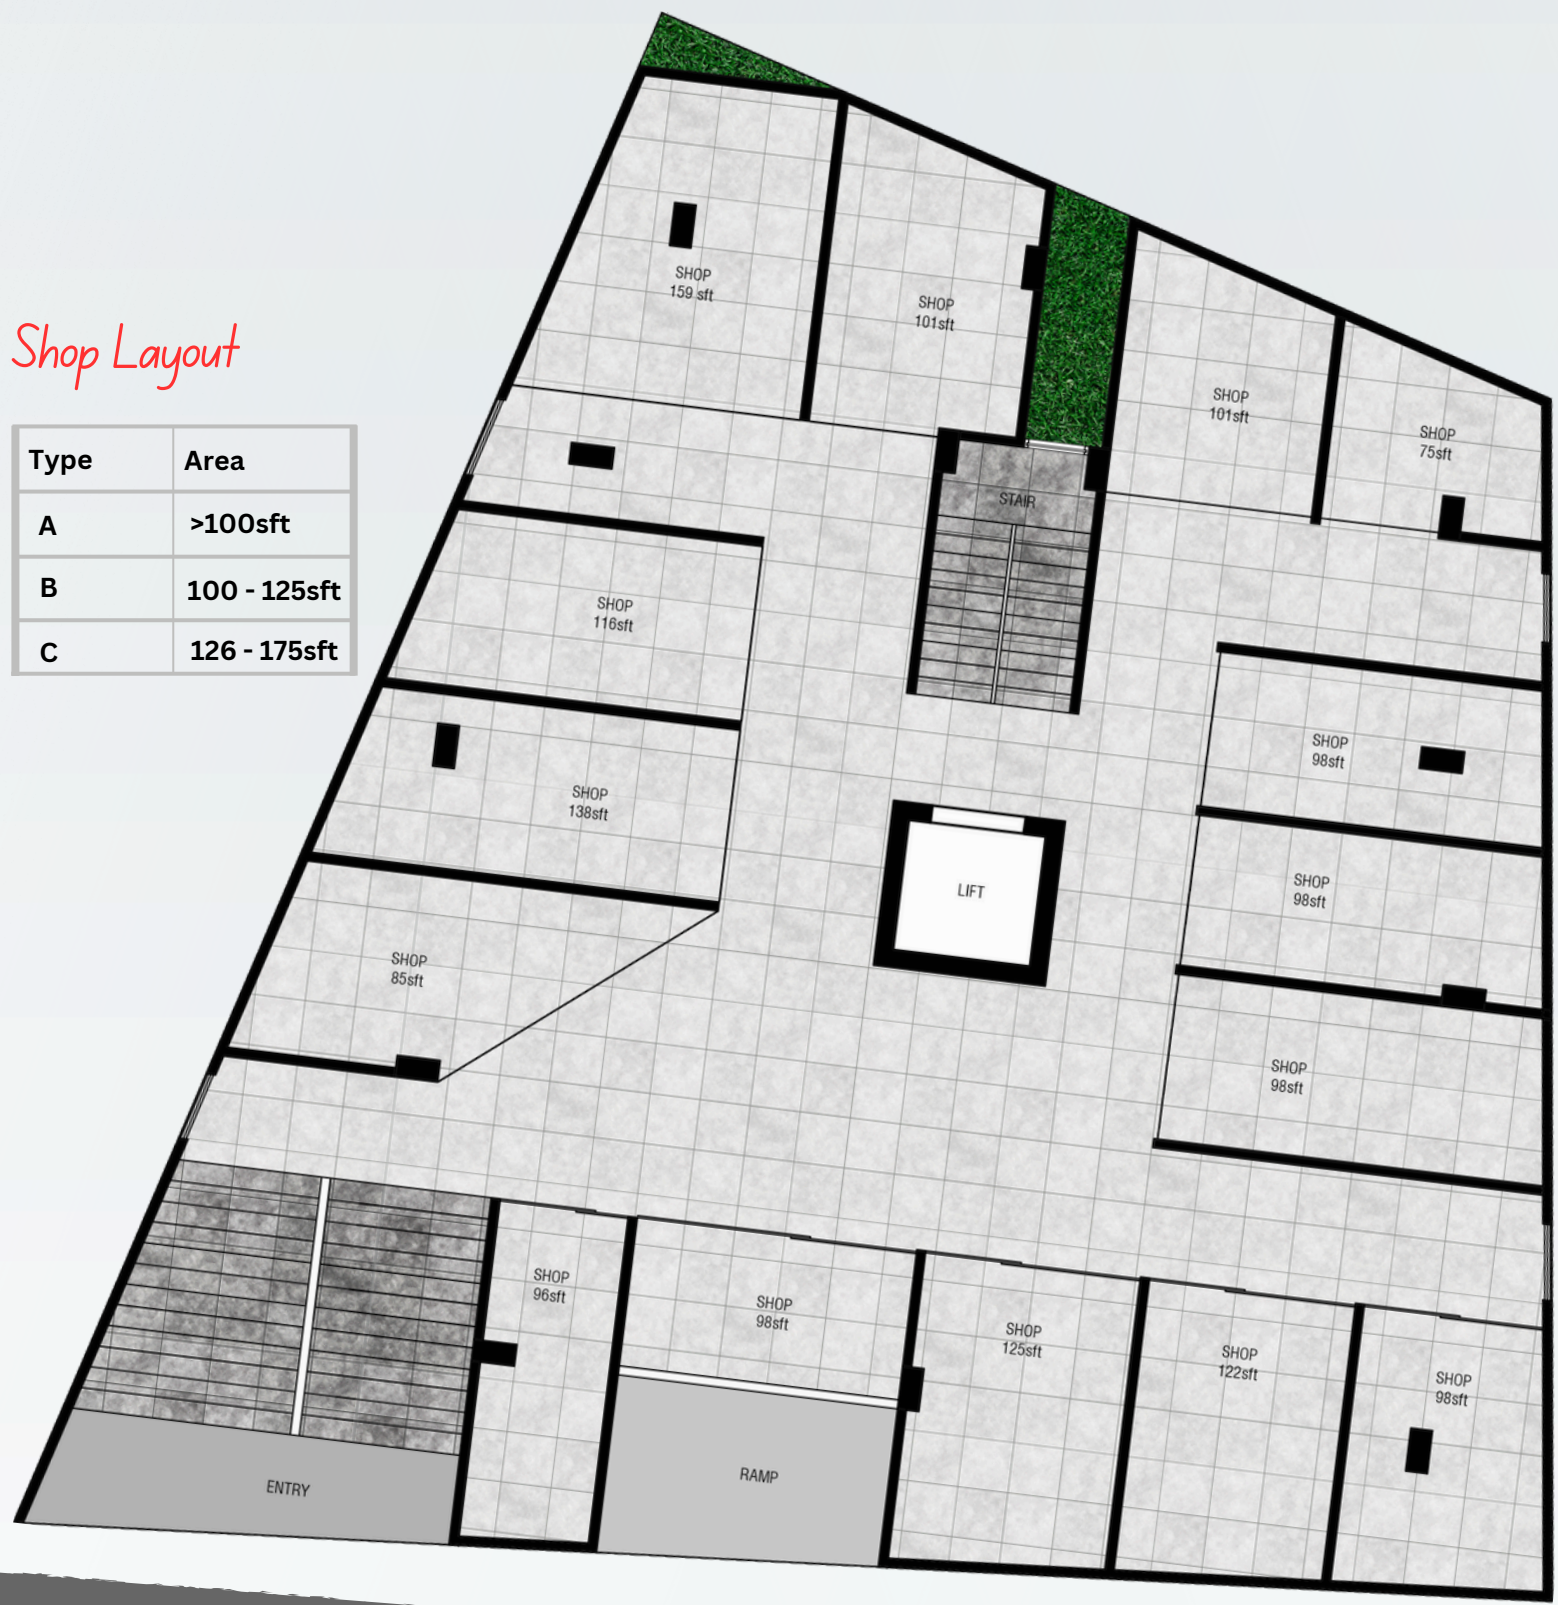 Shop Layout
Type Area
A >100sft
B 100 - 125sft
C 126 - 175sft
SHOP
159 sft
SHOP
101sft
SHOP
101sft
SHOP
75sft
STAIR
SHOP
116sft
SHOP
98sft
SHOP
138sft
LIFT
SHOP
98sft
SHOP
85sft
SHOP
98sft
SHOP
96sft
SHOP
98sft
SHOP
125sft
SHOP
122sft
SHOP
98sft
RAMP
ENTRY